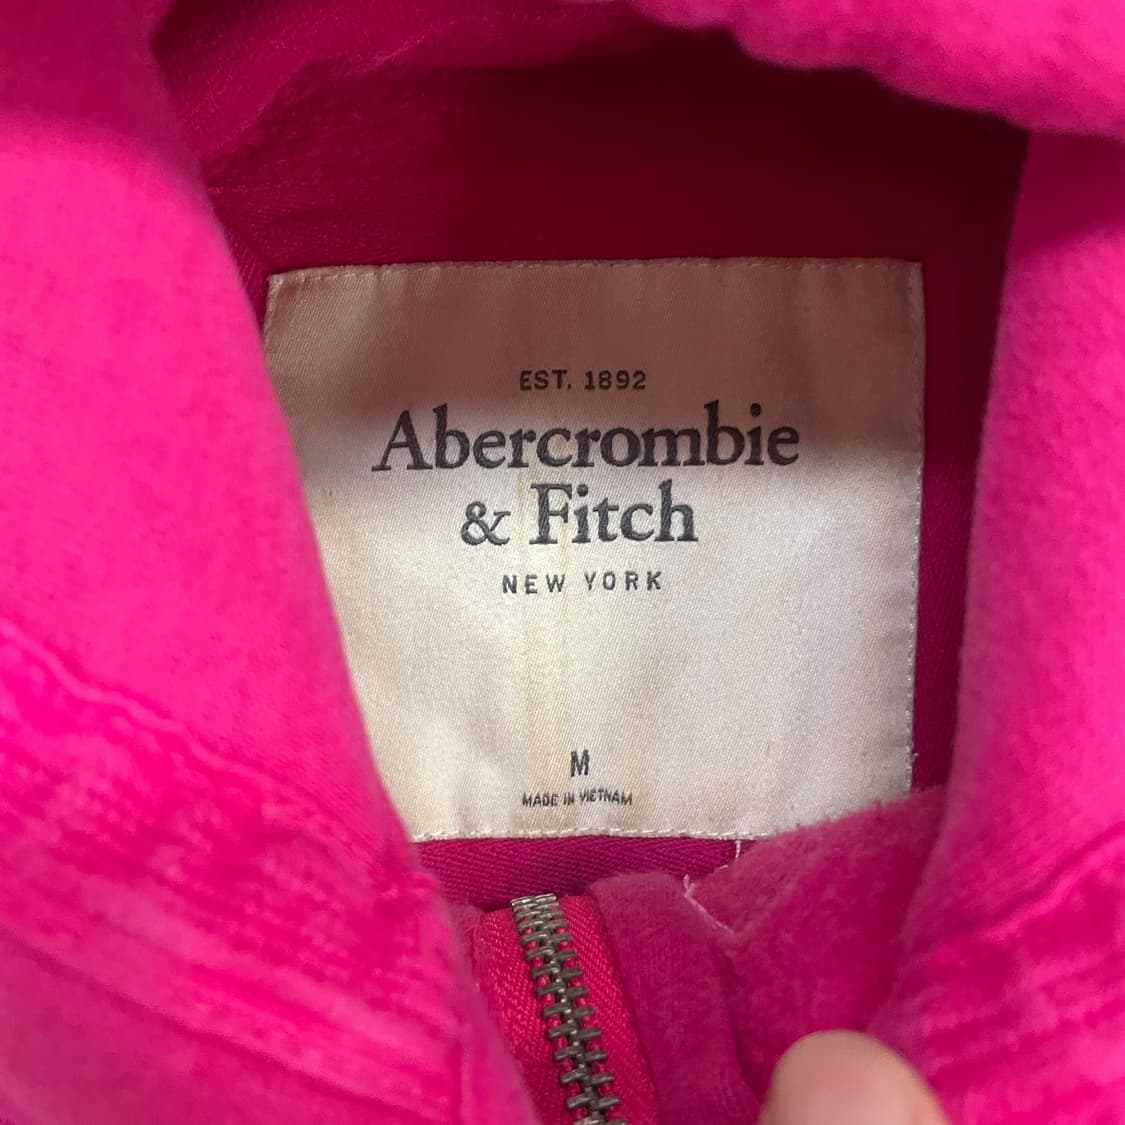 EST. 1892
Abercrombie
& Fitch
NEW YORK
M
MADE IN VIETNAM